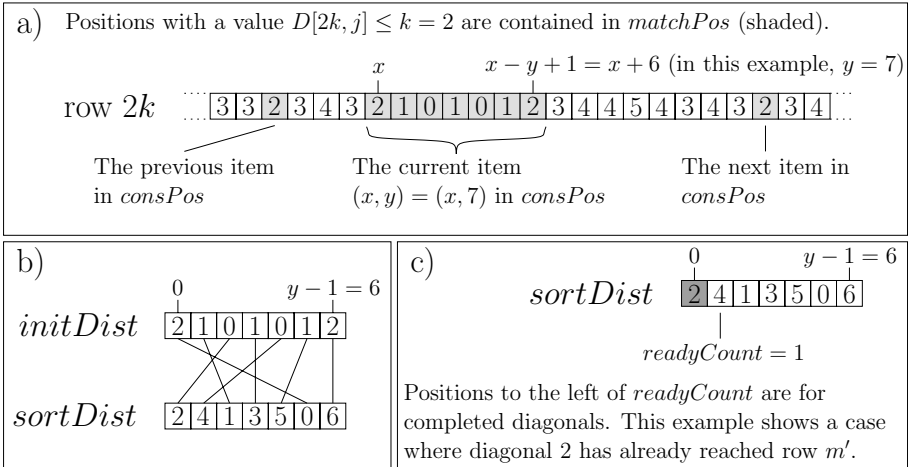 a) Positions with a value D[2k, j] ≤ k = 2 are contained in matchPos (shaded).
x
x − y + 1 = x + 6 (in this example, y = 7)
row 2k
3 3 2 3 4 3 2 1 0 1 0 1 2 3 4 4 5 4 3 4 3 2 3 4
The previous item
in consPos
The current item
(x, y) = (x, 7) in consPos
The next item in
consPos
b)
0
y − 1 = 6
initDist
2 1 0 1 0 1 2
sortDist
2 4 1 3 5 0 6
c)
0
y − 1 = 6
sortDist
2 4 1 3 5 0 6
readyCount = 1
Positions to the left of readyCount are for
completed diagonals. This example shows a case
where diagonal 2 has already reached row m′.